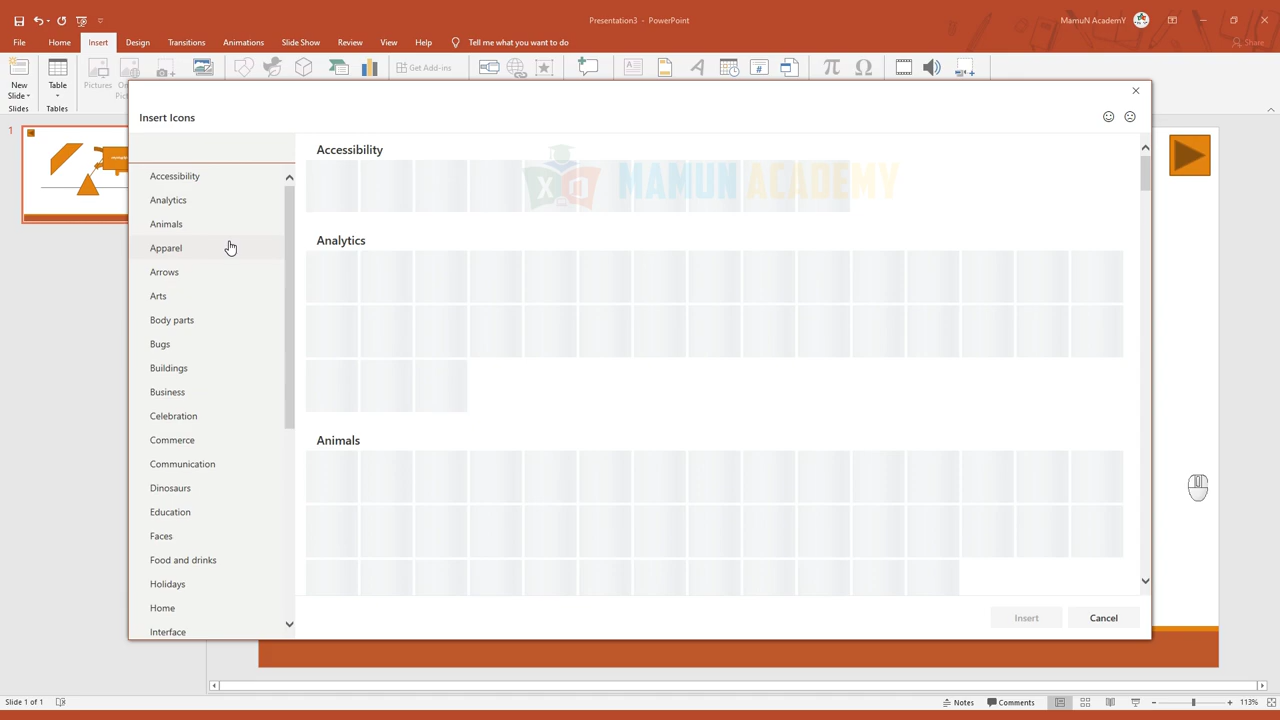 Presentation3 - PowerPoint
MamuN AcademY
File Home Insert Design Transitions Animations Slide Show Review View Help Tell me what you want to do Share
New Slide
Table
Pictures
Get Add-ins
Slides
Tables
Insert Icons
1
Accessibility
Analytics
Animals
Apparel
Arrows
Arts
Body parts
Bugs
Buildings
Business
Celebration
Commerce
Communication
Dinosaurs
Education
Faces
Food and drinks
Holidays
Home
Interface
Accessibility
MAMUN ACADEMY
Analytics
Animals
Insert
Cancel
Slide 1 of 1
Notes
Comments
113%